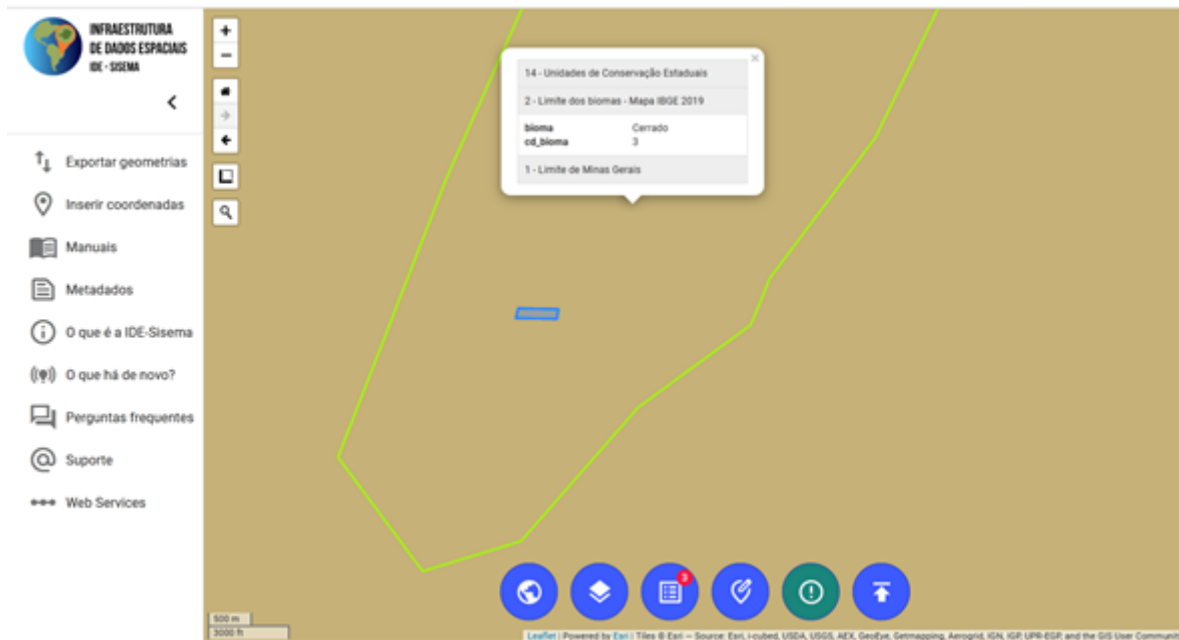 INFRAESTRUTURA
DE DADOS ESPACIAIS
IDE - SISEMA
Exportar geometrias
Inserir coordenadas
Manuais
Metadados
O que é a IDE-Sisema
O que há de novo?
Perguntas frequentes
Suporte
Web Services
+
−
14 - Unidades de Conservação Estaduais
2 - Limite dos biomas - Mapa IBGE 2019
bioma Cerrado
cd_bioma 3
1 - Limite de Minas Gerais
×
3
500 m
3000 ft
Leaflet | Powered by Esri | Tiles © Esri — Source: Esri, i-cubed, USDA, USGS, AEX, GeoEye, Getmapping, Aerogrid, IGN, IGP, UPR-EGP, and the GIS User Community